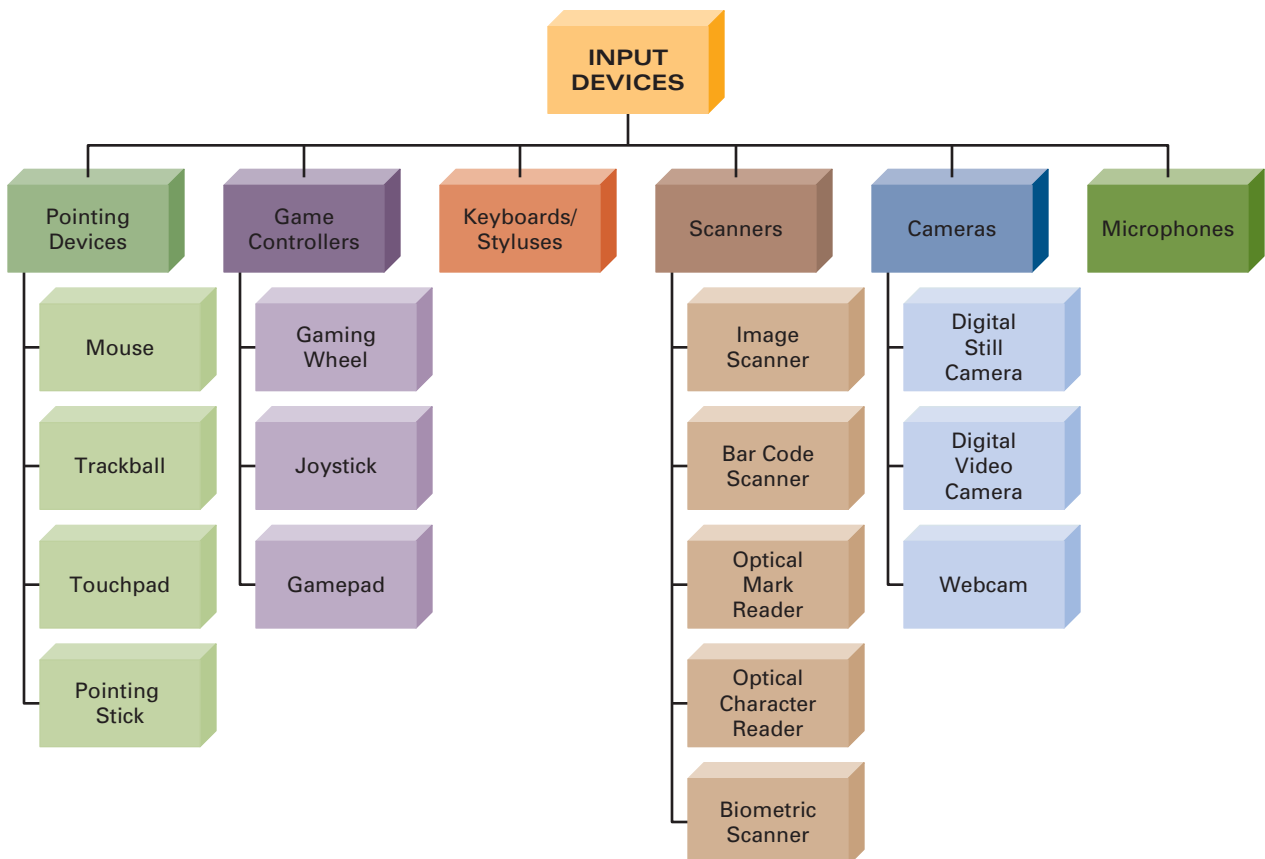 INPUT
DEVICES
Pointing
Devices
Game
Controllers
Keyboards/
Styluses
Scanners
Cameras
Microphones
Mouse
Trackball
Touchpad
Pointing
Stick
Gaming
Wheel
Joystick
Gamepad
Image
Scanner
Bar Code
Scanner
Optical
Mark
Reader
Optical
Character
Reader
Biometric
Scanner
Digital
Still
Camera
Digital
Video
Camera
Webcam